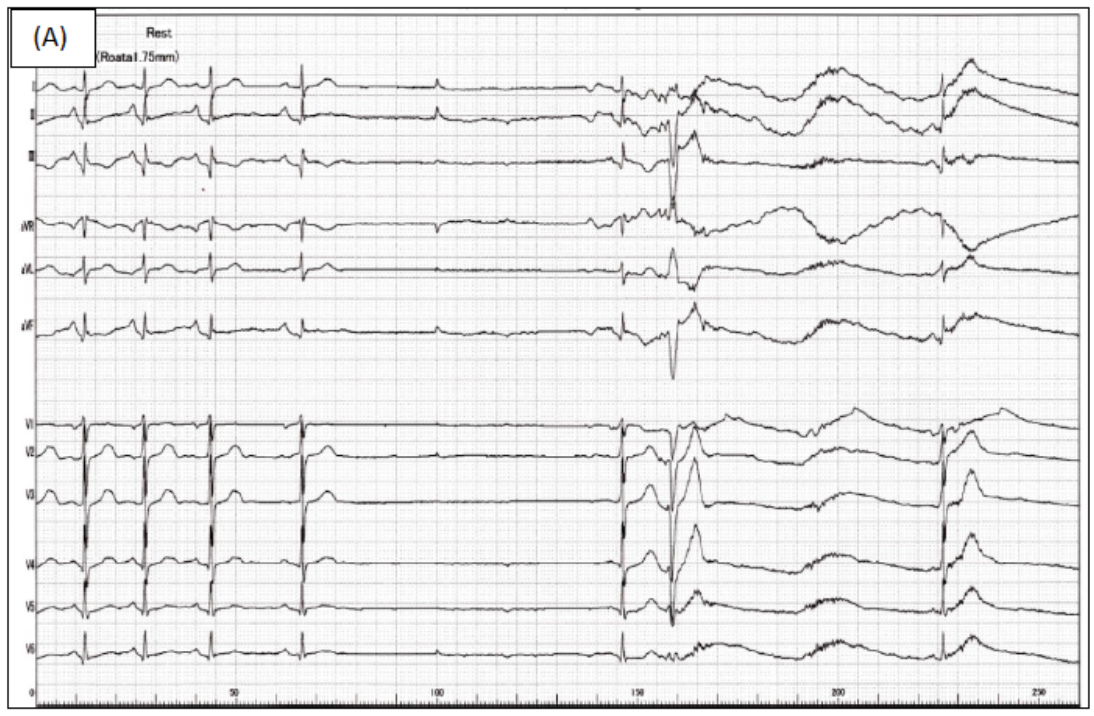 (A)
Rest
(Roata1.75mm)
I
II
III
aVR
aVL
aVF
V1
V2
V3
V4
V5
V6
0 50 100 150 200 250